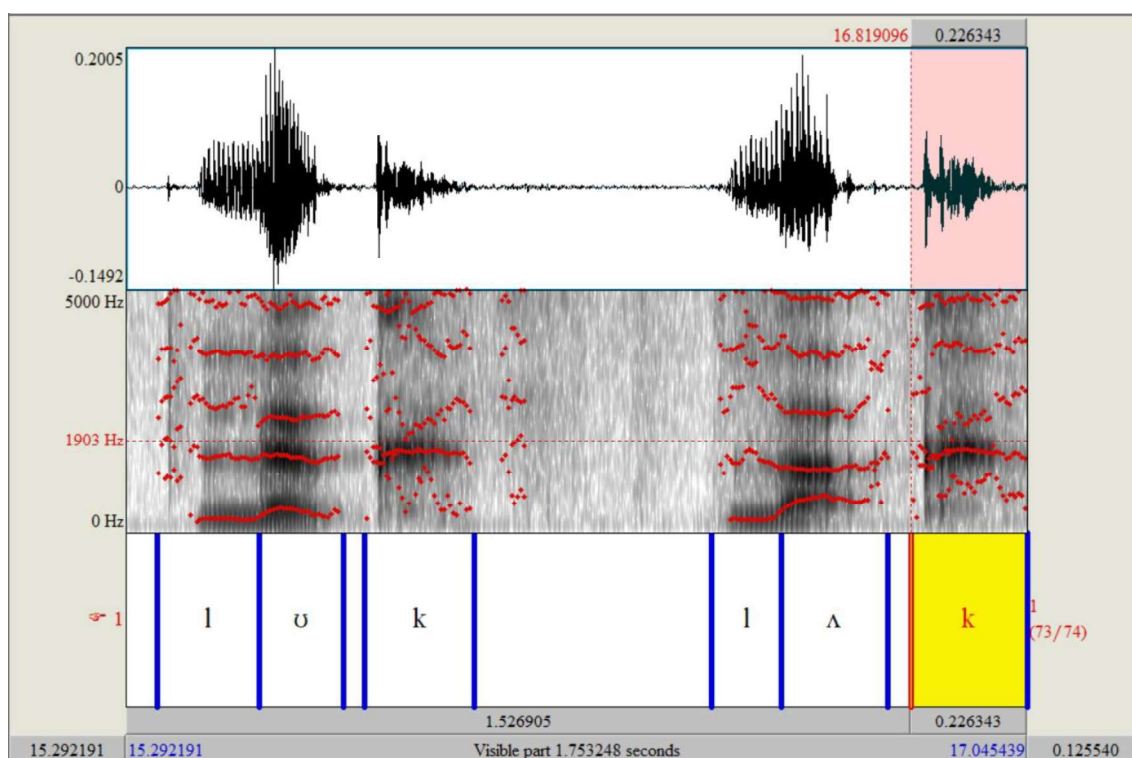 16.819096 0.226343
0.2005
0
-0.1492
5000 Hz
1903 Hz
0 Hz
1 l ʊ k l ʌ k 1
(73/74)
1.526905 0.226343
15.292191 15.292191 Visible part 1.753248 seconds 17.045439 0.125540